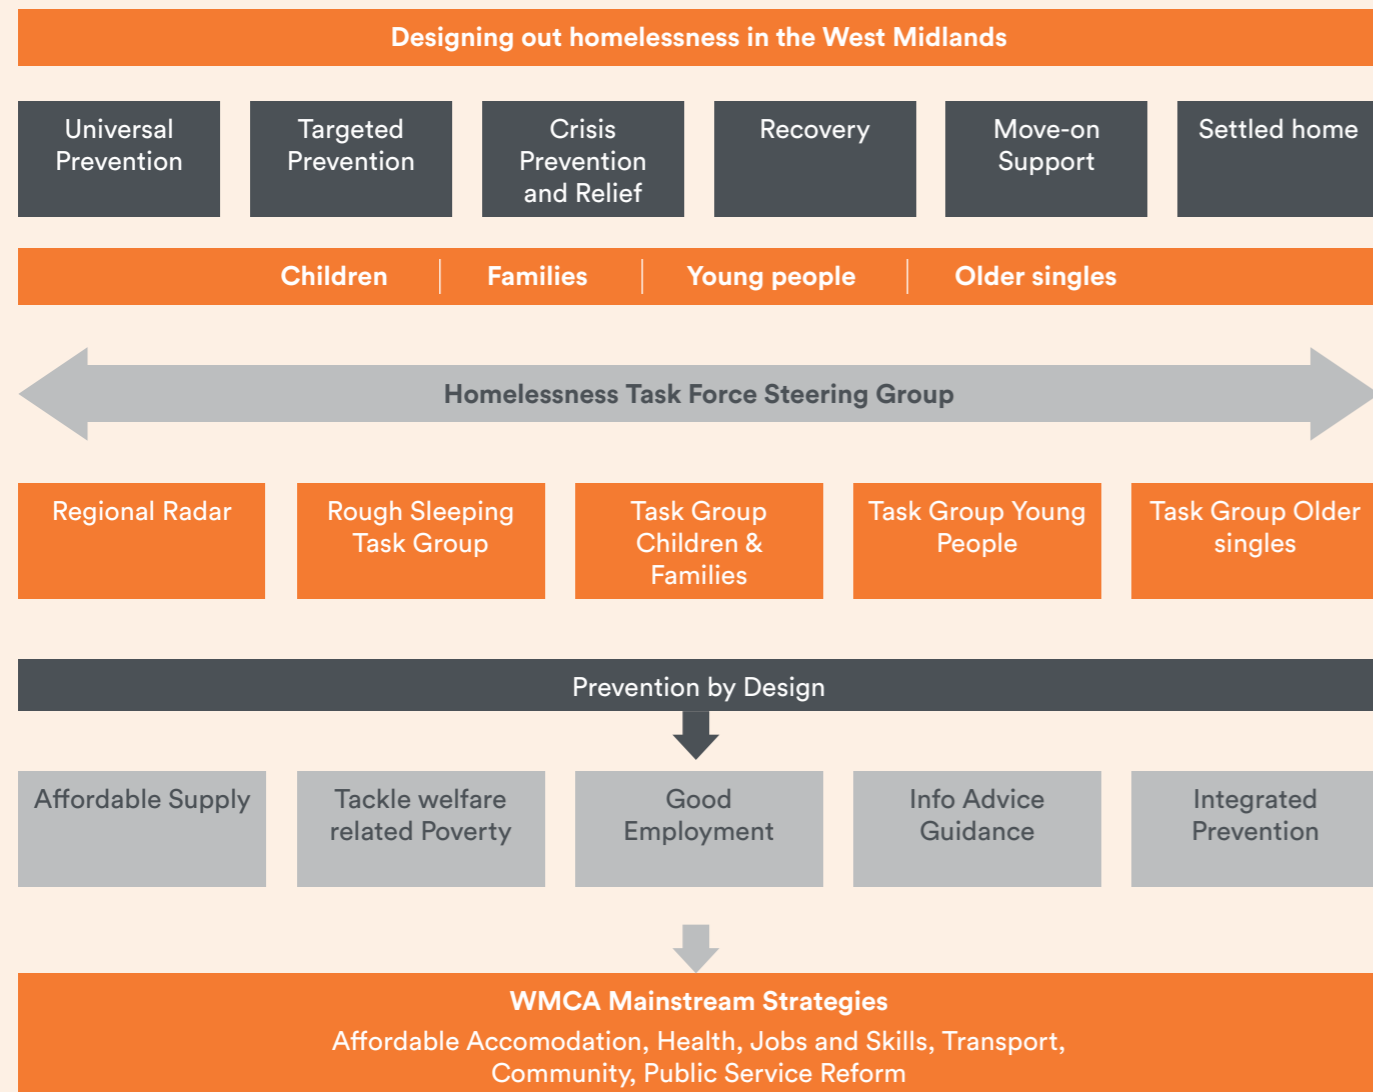 Designing out homelessness in the West Midlands
Universal
Prevention
Targeted
Prevention
Crisis
Prevention
and Relief
Recovery
Move-on
Support
Settled home
Children
Families
Young people
Older singles
Homelessness Task Force Steering Group
Regional Radar
Rough Sleeping
Task Group
Task Group
Children &
Families
Task Group Young
People
Task Group Older
singles
Prevention by Design
Affordable Supply
Tackle welfare
related Poverty
Good
Employment
Info Advice
Guidance
Integrated
Prevention
WMCA Mainstream Strategies
Affordable Accomodation, Health, Jobs and Skills, Transport,
Community, Public Service Reform